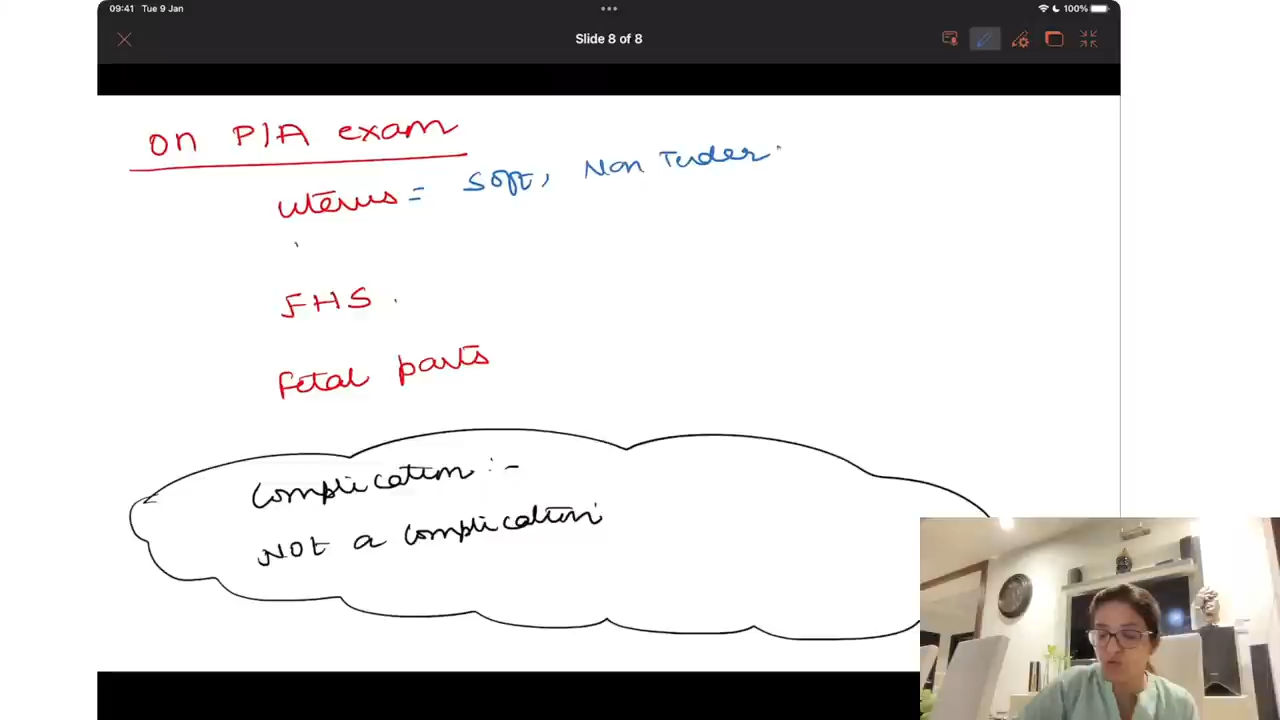 09:41 Tue 9 Jan
100%
Slide 8 of 8
on P/A exam
uterus = Soft, Non Tender
FHS
fetal parts
Complication :-
NOT a complication